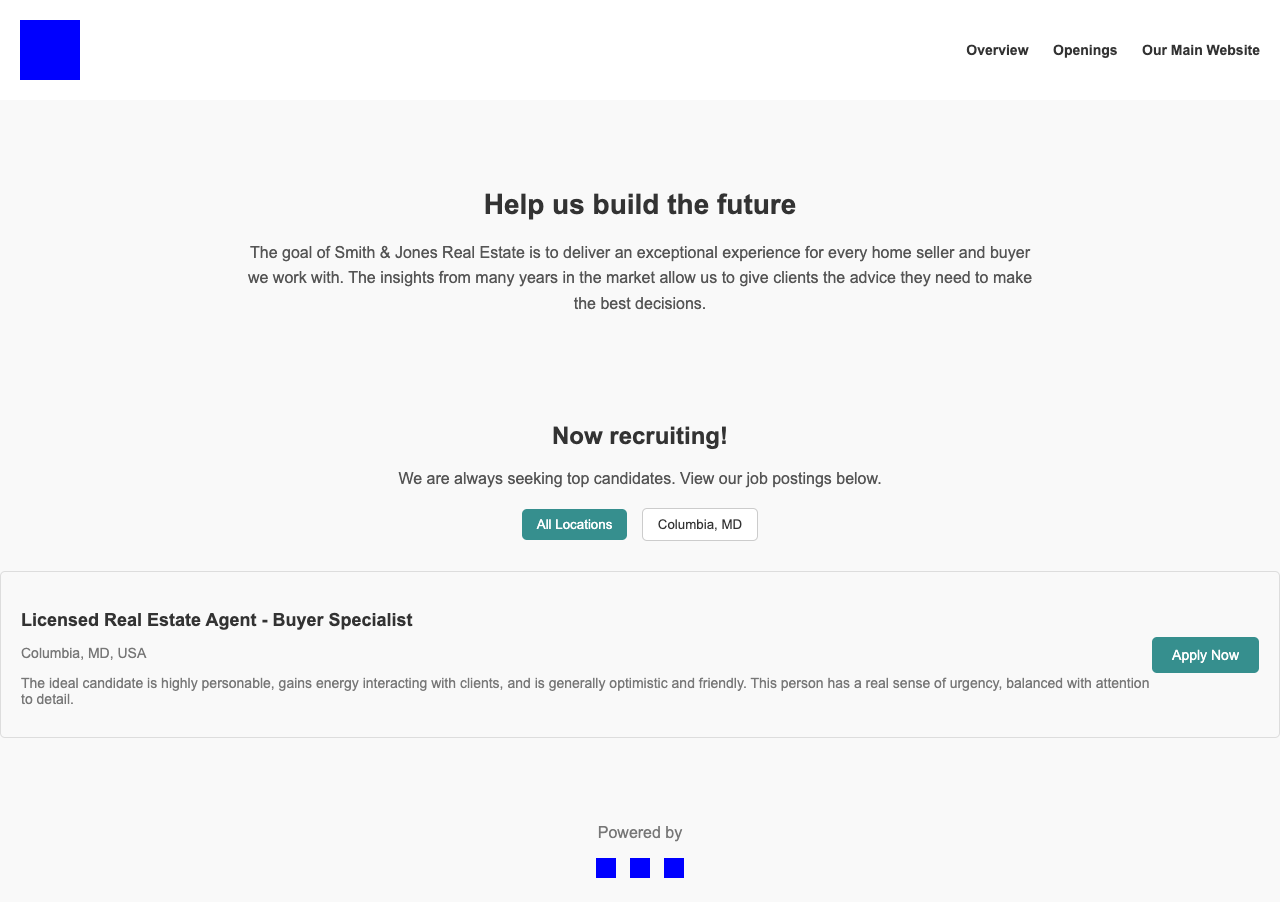 Overview Openings Our Main Website
Help us build the future
The goal of Smith & Jones Real Estate is to deliver an exceptional experience for every home seller and buyer
we work with. The insights from many years in the market allow us to give clients the advice they need to make
the best decisions.
Now recruiting!
We are always seeking top candidates. View our job postings below.
All Locations Columbia, MD
Licensed Real Estate Agent - Buyer Specialist
Columbia, MD, USA
Apply Now
The ideal candidate is highly personable, gains energy interacting with clients, and is generally optimistic and friendly. This person has a real sense of urgency, balanced with attention
to detail.
Powered by